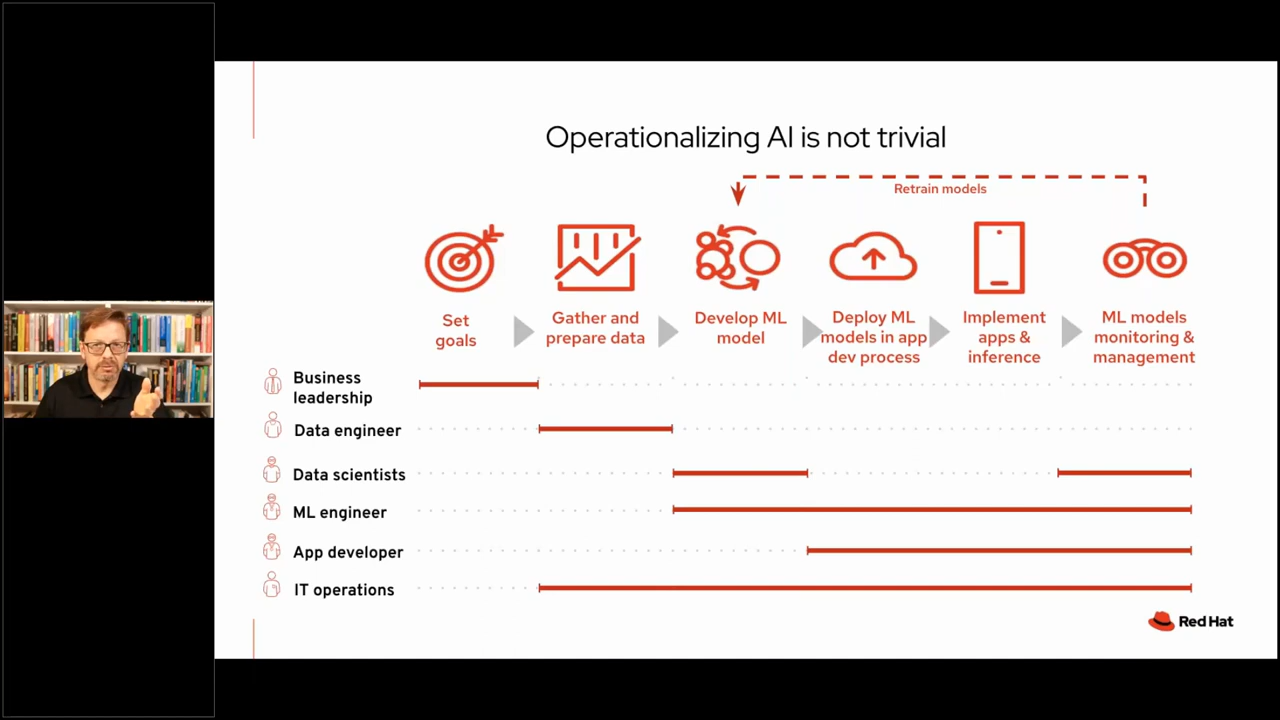 Operationalizing AI is not trivial
Retrain models
Set
goals
Gather and
prepare data
Develop ML
model
Deploy ML
models in app
dev process
Implement
apps &
inference
ML models
monitoring &
management
Business
leadership
Data engineer
Data scientists
ML engineer
App developer
IT operations
Red Hat